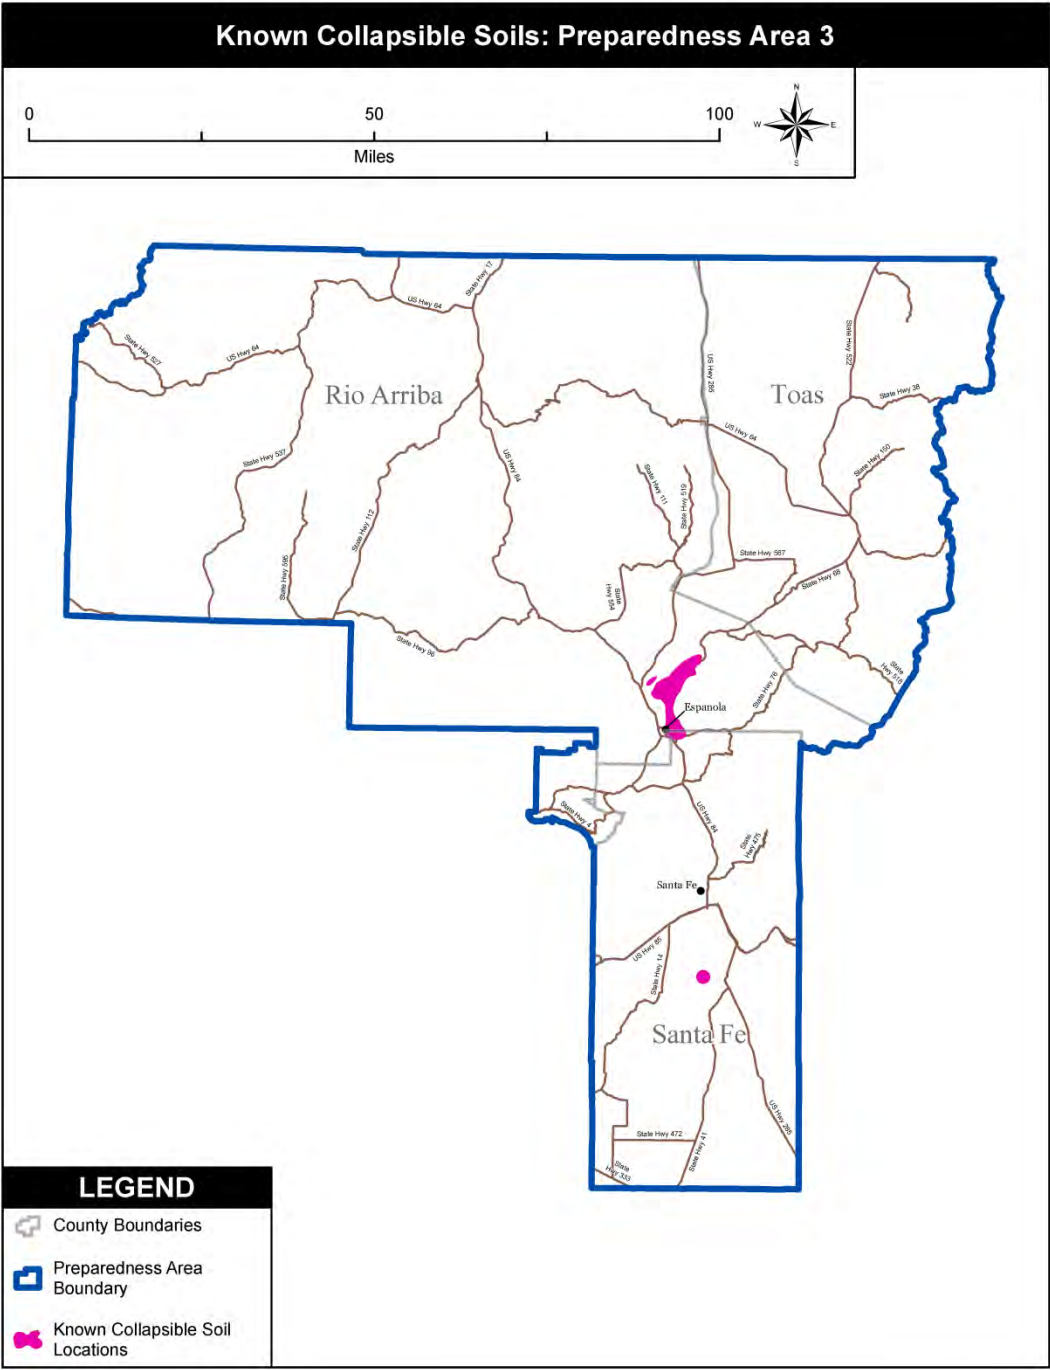 Known Collapsible Soils: Preparedness Area 3
0 50 100
Miles
N
W E
S
State Hwy 17
US Hwy 64
State Hwy 527
US Hwy 64
US Hwy 285
State Hwy 522
Rio Arriba
Toas
State Hwy 38
US Hwy 64
State Hwy 150
State Hwy 537
US Hwy 84
State Hwy 111
State Hwy 519
State Hwy 112
State Hwy 567
State Hwy 595
State Hwy 68
State
Hwy 554
State Hwy 96
State
Hwy 518
State Hwy 76
Espanola
State Hwy 4
US Hwy 84
State
Hwy 475
Santa Fe
US Hwy 85
State Hwy 14
Santa Fe
US Hwy 285
State Hwy 472
State Hwy 41
State
Hwy 333
LEGEND
County Boundaries
Preparedness Area
Boundary
Known Collapsible Soil
Locations